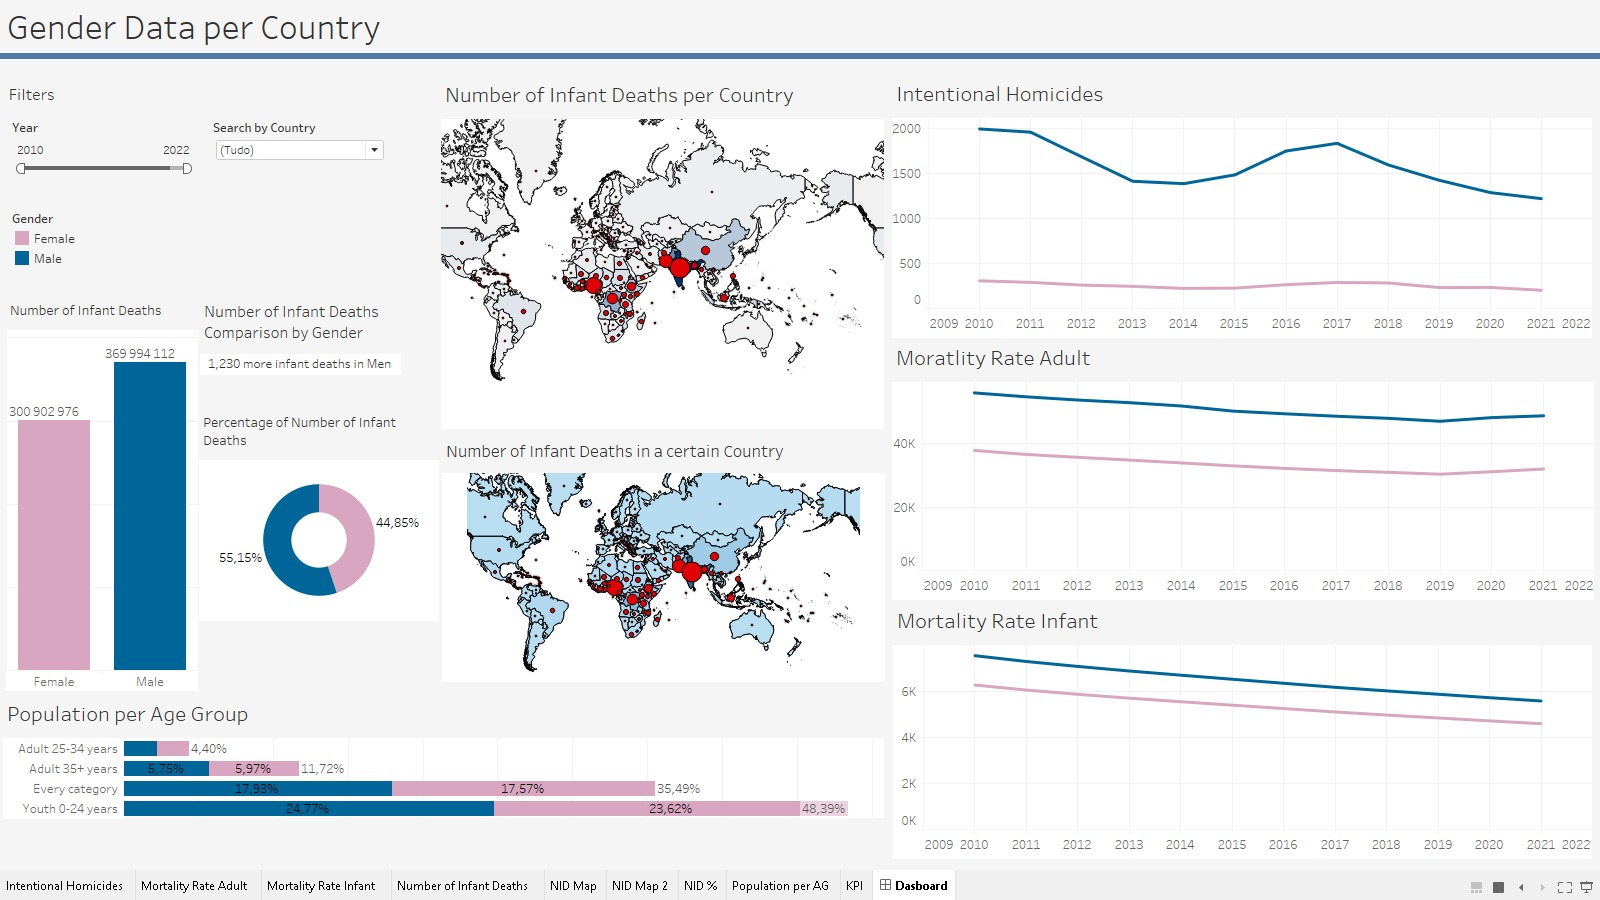 Gender Data per Country
Filters
Year
2010 2022
Search by Country
(Tudo)
Gender
Female
Male
Number of Infant Deaths
369 994 112
300 902 976
Female Male
Number of Infant Deaths
Comparison by Gender
1,230 more infant deaths in Men
Percentage of Number of Infant
Deaths
44,85%
55,15%
Number of Infant Deaths per Country
Number of Infant Deaths in a certain Country
Population per Age Group
Adult 25-34 years 4,40%
Adult 35+ years 5,75% 5,97% 11,72%
Every category 17,93% 17,57% 35,49%
Youth 0-24 years 24,77% 23,62% 48,39%
Intentional Homicides
2000
1500
1000
500
0
2009 2010 2011 2012 2013 2014 2015 2016 2017 2018 2019 2020 2021 2022
Moratlity Rate Adult
40K
20K
0K
2009 2010 2011 2012 2013 2014 2015 2016 2017 2018 2019 2020 2021 2022
Mortality Rate Infant
6K
4K
2K
0K
2009 2010 2011 2012 2013 2014 2015 2016 2017 2018 2019 2020 2021 2022
Intentional Homicides Mortality Rate Adult Mortality Rate Infant Number of Infant Deaths NID Map NID Map 2 NID % Population per AG KPI Dasboard